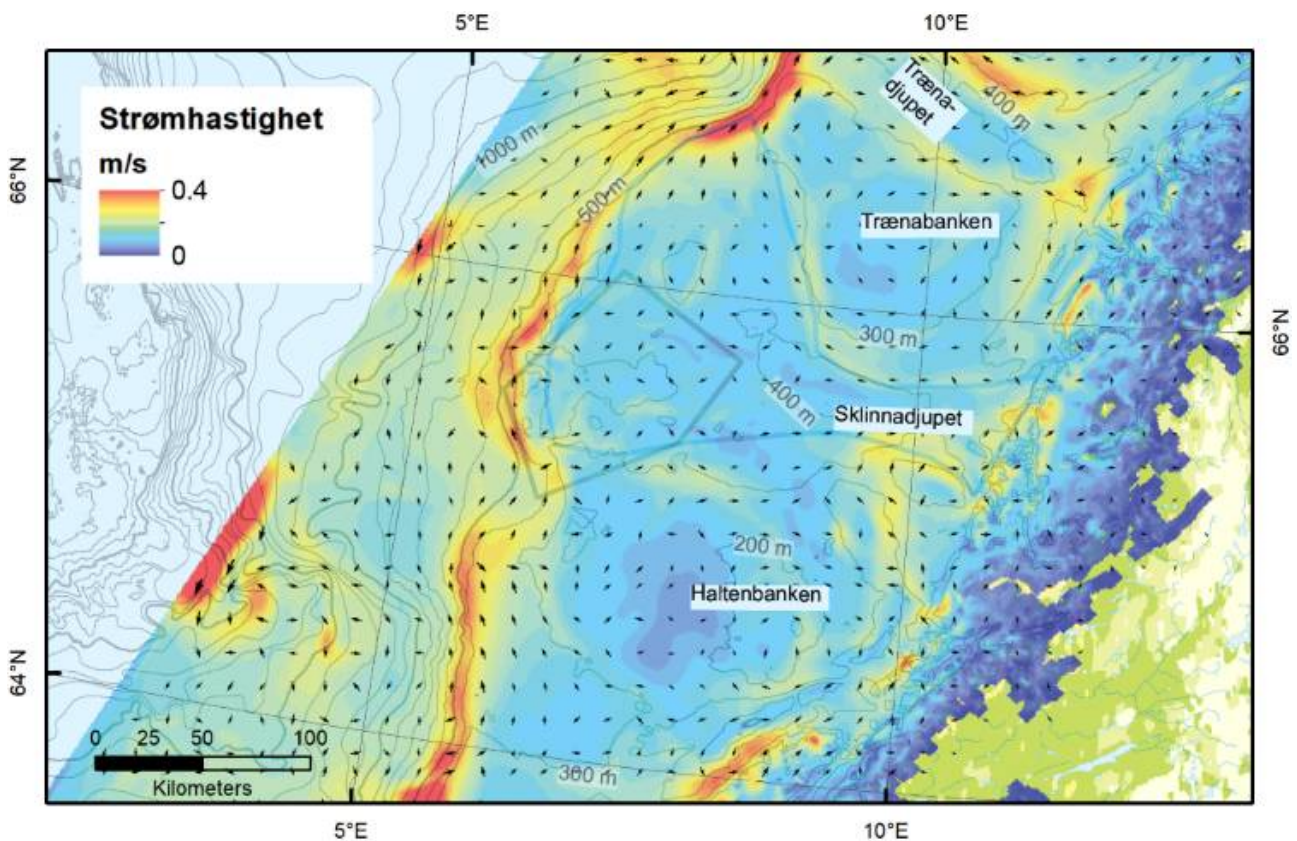 5°E
10°E
Strømhastighet
m/s
0.4
0
Træna-
djupet
400 m
1000 m
66°N
500 m
Trænabanken
300 m
66°N
400 m
Sklinnadjupet
200 m
Haltenbanken
64°N
0 25 50 100
Kilometers
300 m
5°E
10°E